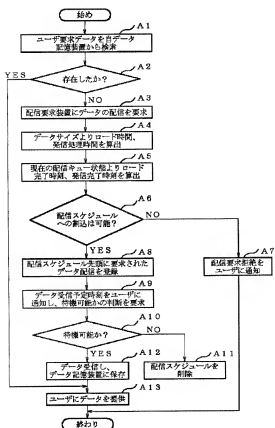 始め
A1
ユーザ要求データを自データ
記憶装置から検索
A2
存在したか?
YES
NO
A3
配信要求装置にデータの配信を要求
A4
データサイズよりロード時間、
発信処理時間を算出
A5
現在の配信キュー状態よりロード
完了時刻、発信完了時刻を算出
A6
配信スケジュール
への割込は可能?
NO
YES
A7
配信要求拒絶を
ユーザに通知
A8
配信スケジュール先頭に要求された
データ配信を登録
A9
データ受信予定時刻をユーザに
通知し、待機可能かの判断を要求
A10
待機可能か?
NO
YES
A11
配信スケジュールを
削除
A12
データ受信し、
データ記憶装置に保存
A13
ユーザにデータを提供
終わり